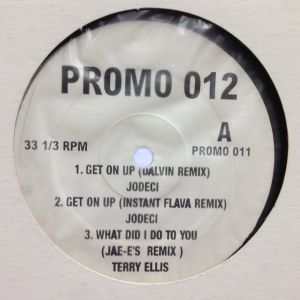 PROMO 012
33 1/3 RPM
A
PROMO 011
1. GET ON UP (DALVIN REMIX)
JODECI
2. GET ON UP (INSTANT FLAVA REMIX)
JODECI
3. WHAT DID I DO TO YOU
(JAE-E'S REMIX )
TERRY ELLIS